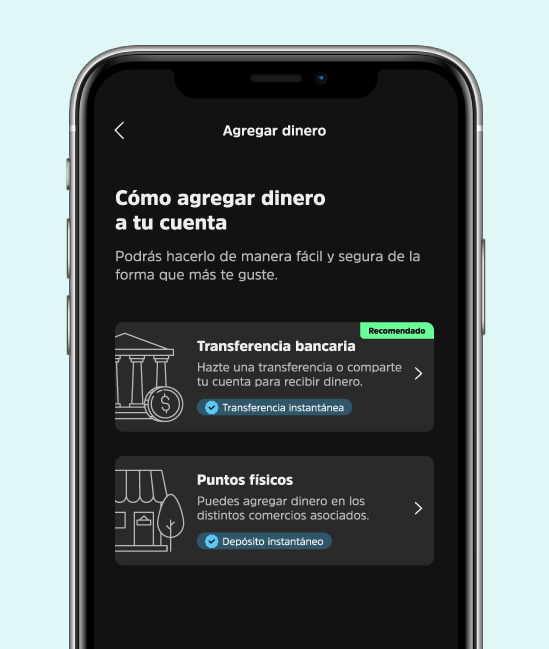 Agregar dinero
Cómo agregar dinero
a tu cuenta
Podrás hacerlo de manera fácil y segura de la
forma que más te guste.
Recomendado
Transferencia bancaria
Hazte una transferencia o comparte
tu cuenta para recibir dinero.
Transferencia instantánea
Puntos físicos
Puedes agregar dinero en los
distintos comercios asociados.
Depósito instantáneo